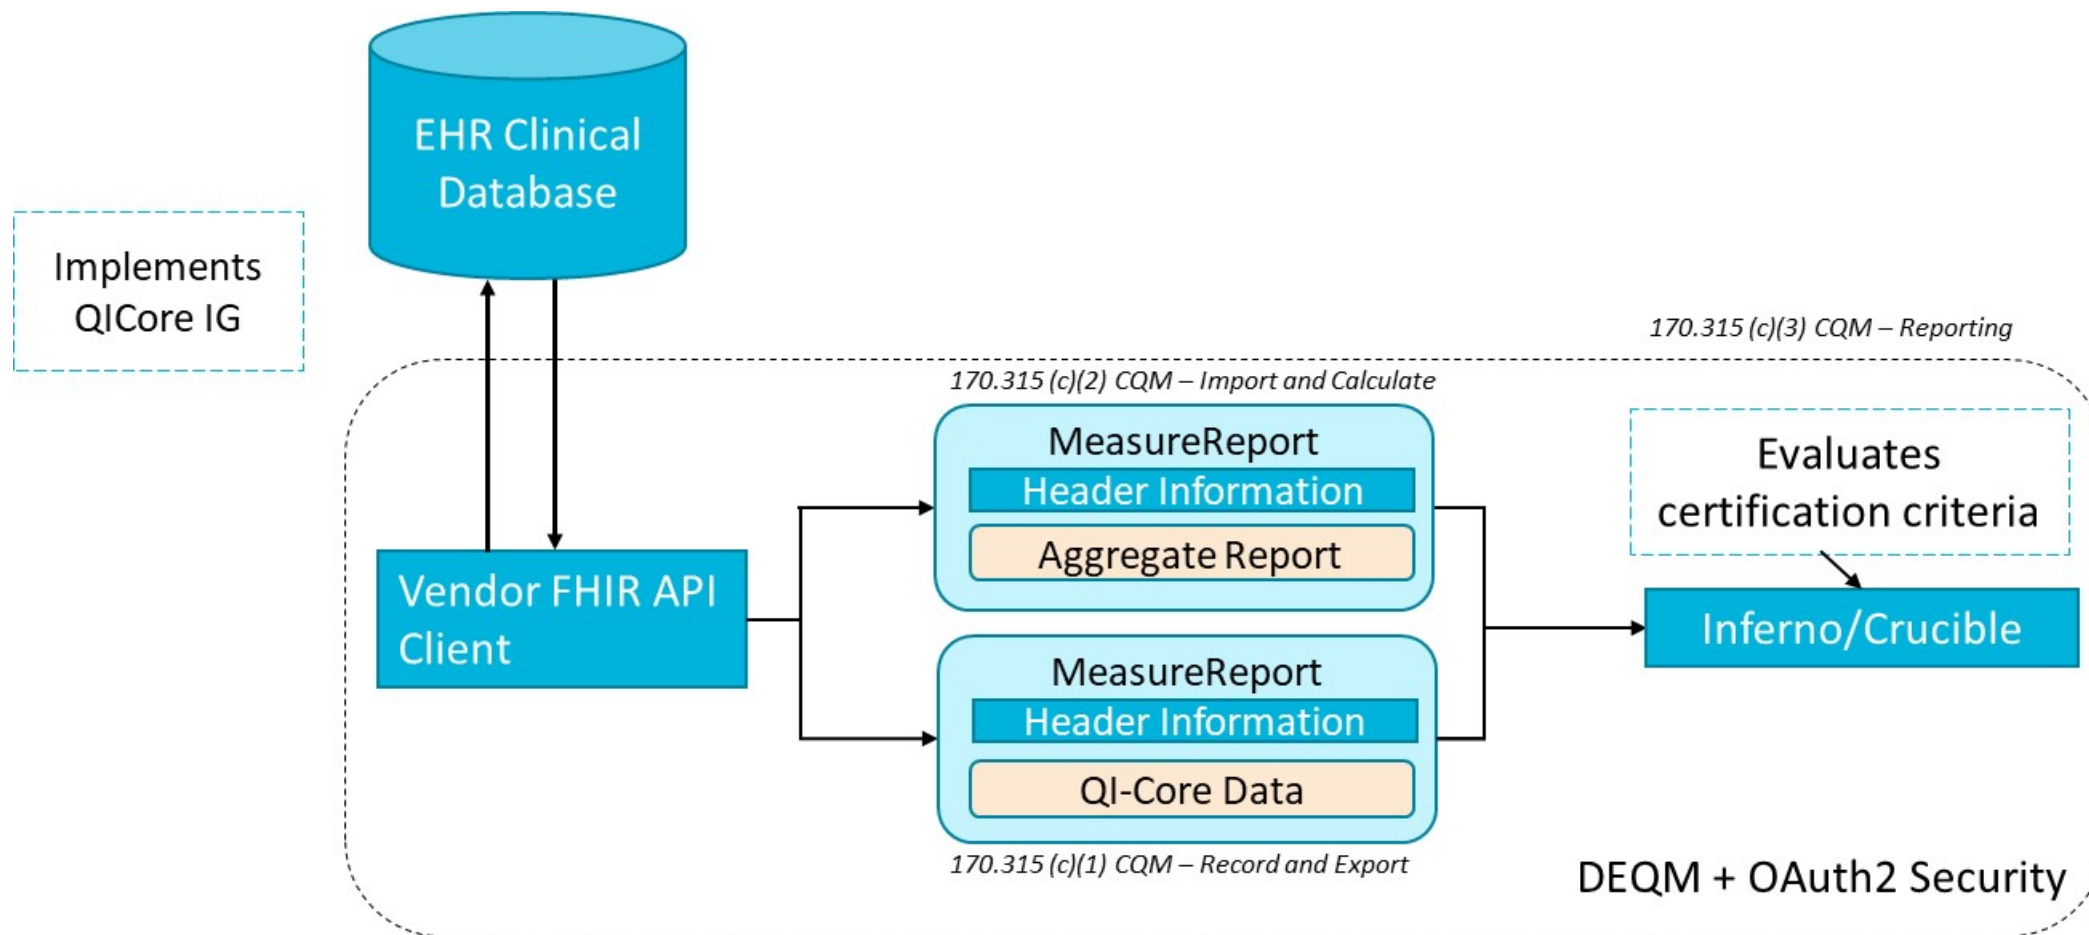 EHR Clinical
Database
Implements
QICore IG
170.315 (c)(3) CQM – Reporting
170.315 (c)(2) CQM – Import and Calculate
MeasureReport
Header Information
Aggregate Report
Evaluates
certification criteria
Vendor FHIR API
Client
Inferno/Crucible
MeasureReport
Header Information
QI-Core Data
170.315 (c)(1) CQM – Record and Export
DEQM + OAuth2 Security